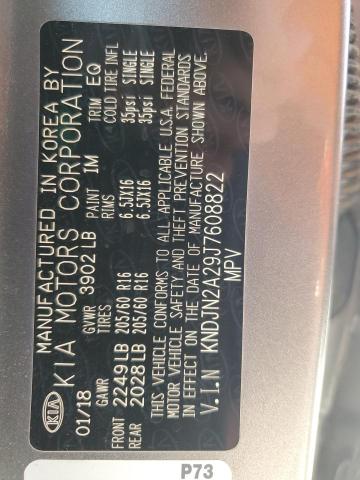 MANUFACTURED IN KOREA BY
KIA KIA MOTORS CORPORATION
01/18 GVWR 3902 LB PAINT 1M TRIM EQ
GAWR TIRES RIMS COLD TIRE INFL
FRONT 2249 LB 205/60 R16 6.5JX16 35psi SINGLE
REAR 2028 LB 205/60 R16 6.5JX16 35psi SINGLE
THIS VEHICLE CONFORMS TO ALL APPLICABLE U.S.A. FEDERAL
MOTOR VEHICLE SAFETY AND THEFT PREVENTION STANDARDS
IN EFFECT ON THE DATE OF MANUFACTURE SHOWN ABOVE.
V.I.N KNDJN2A29J7608822
MPV
P73